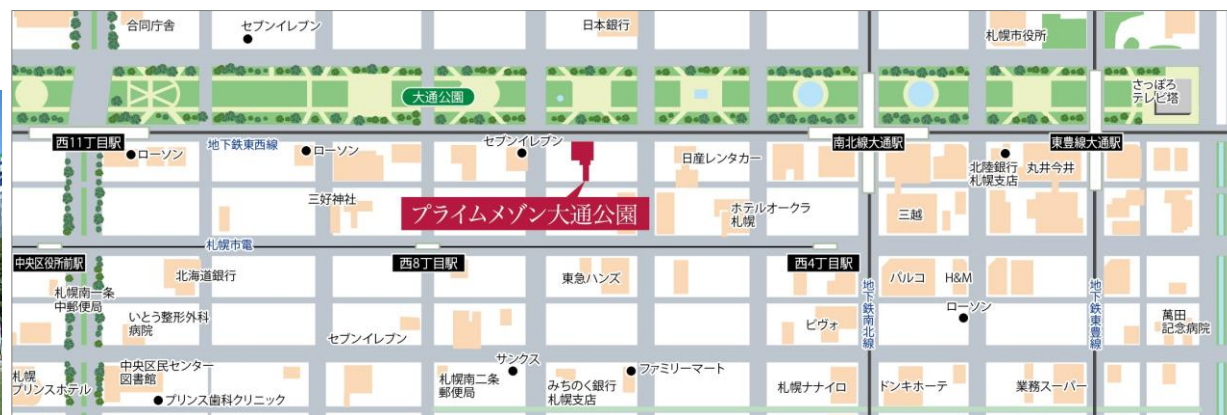 合同庁舎
セブンイレブン
日本銀行
札幌市役所
大通公園
さっぽろ
テレビ塔
西11丁目駅
地下鉄東西線
ローソン
ローソン
セブンイレブン
日産レンタカー
南北線大通駅
東豊線大通駅
北陸銀行
札幌支店
丸井今井
三好神社
プライムメゾン大通公園
ホテルオークラ
札幌
三越
札幌市電
中央区役所前駅
西8丁目駅
西4丁目駅
北海道銀行
東急ハンズ
パルコ
H&M
地下鉄南北線
地下鉄東豊線
札幌南一条
中郵便局
いとう整形外科
病院
セブンイレブン
ピヴォ
ローソン
萬田
記念病院
札幌
プリンスホテル
中央区民センター
図書館
プリンス歯科クリニック
札幌南二条
郵便局
サンクス
みちのく銀行
札幌支店
ファミリーマート
札幌ナナイロ
ドンキホーテ
業務スーパー